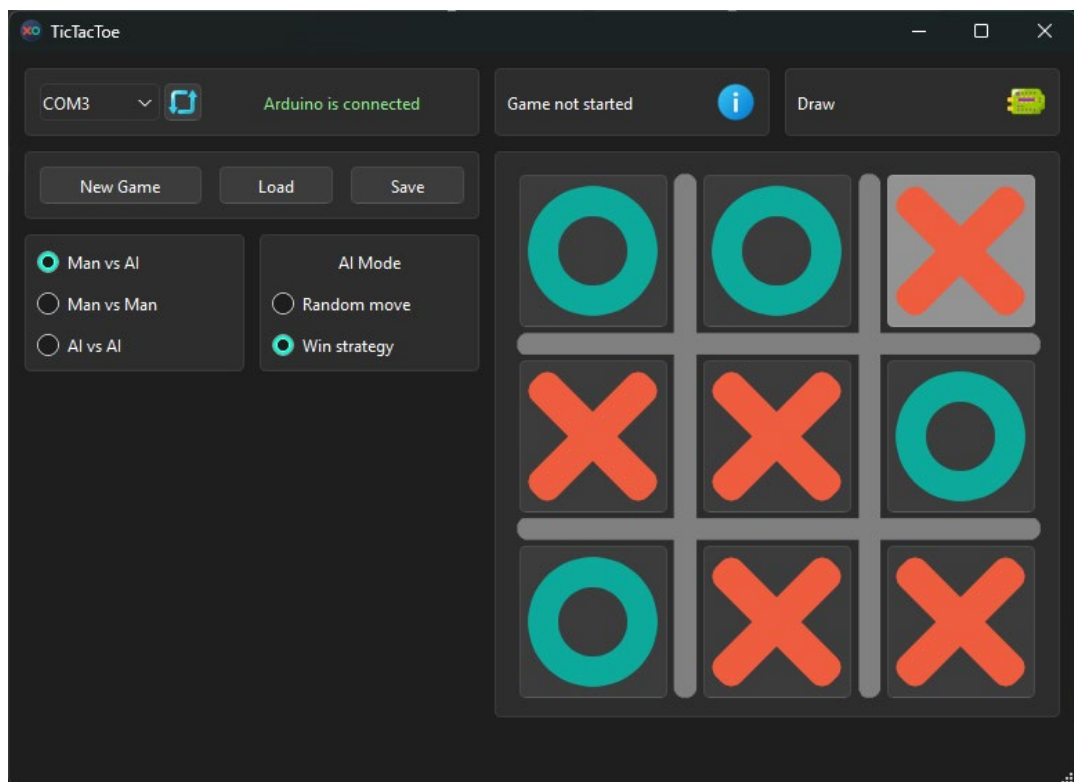 TicTacToe
COM3
Arduino is connected
Game not started
Draw
New Game
Load
Save
Man vs AI
Man vs Man
AI vs AI
AI Mode
Random move
Win strategy